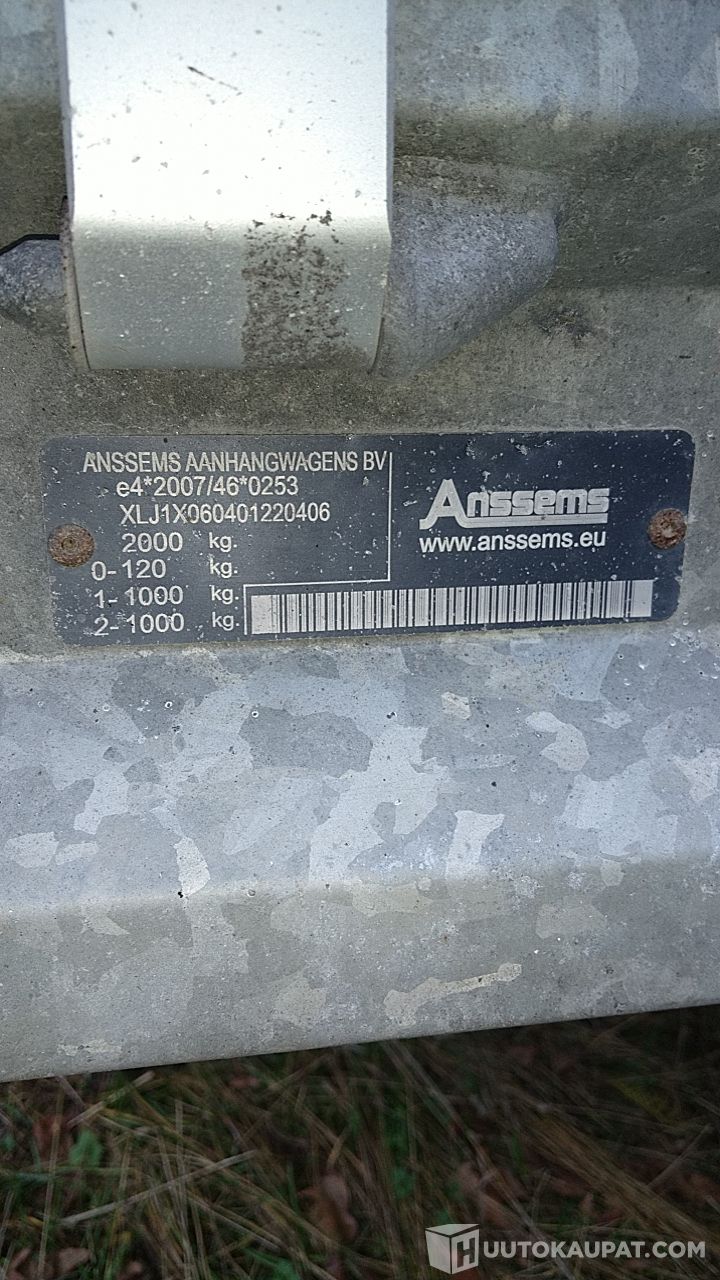 ANSSEMS AANHANGWAGENS BV
e4*2007/46*0253
XLJ1X060401220406
2000 kg.
0-120 kg.
1-1000 kg.
2-1000 kg.
Anssems
www.anssems.eu
HUUTOKAUPAT.COM